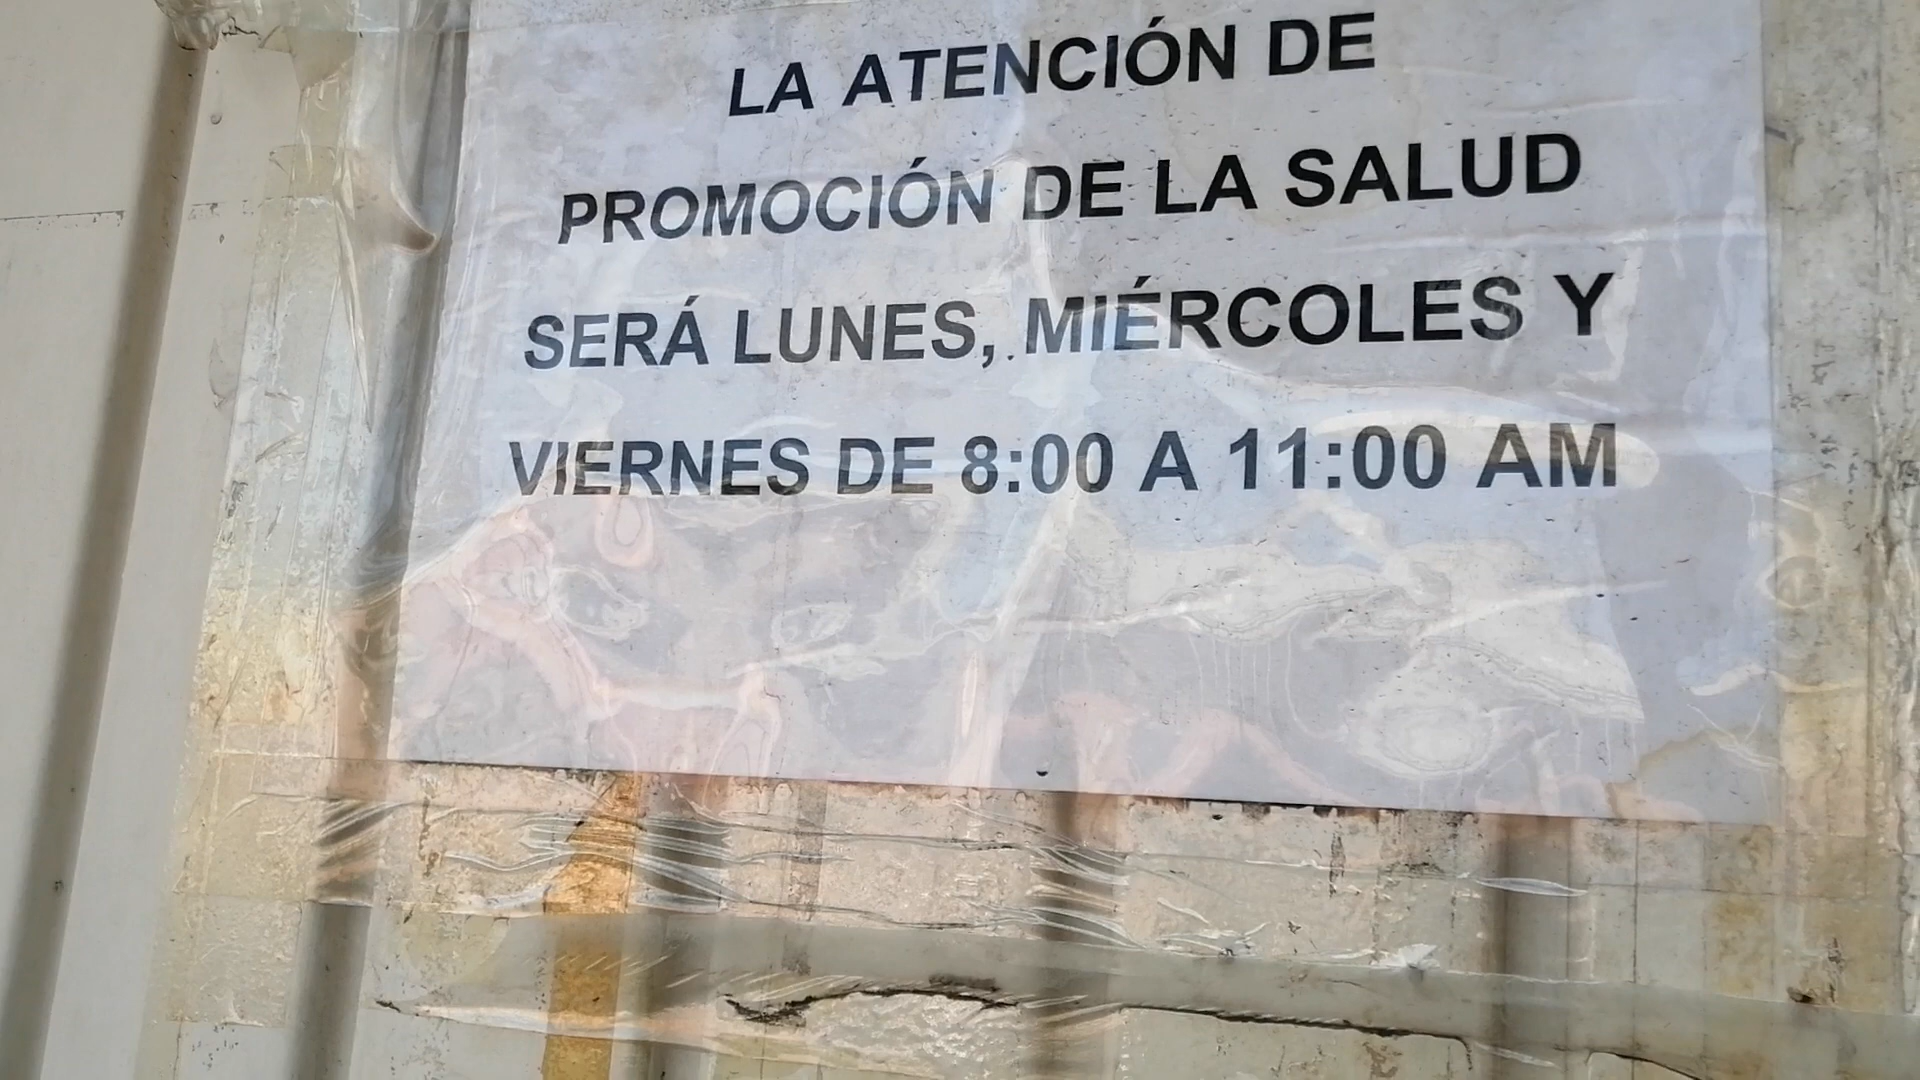 LA ATENCIÓN DE
PROMOCIÓN DE LA SALUD
SERÁ LUNES, MIÉRCOLES Y
VIERNES DE 8:00 A 11:00 AM